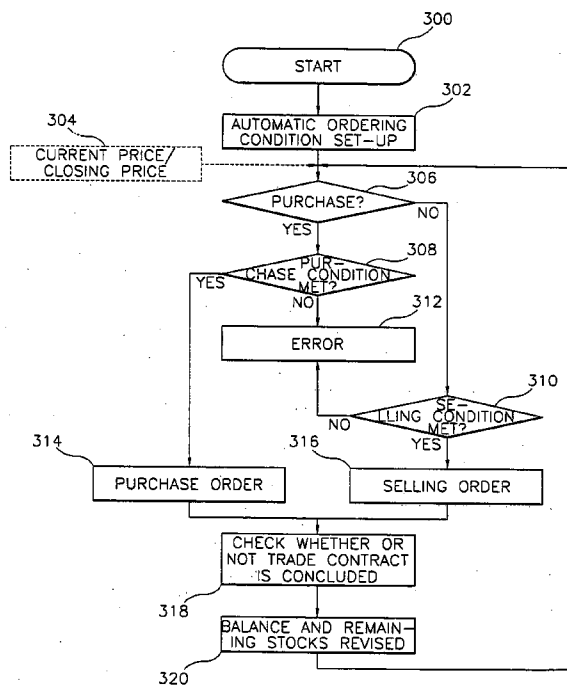 300
START
302
AUTOMATIC ORDERING
CONDITION SET-UP
304
CURRENT PRICE/
CLOSING PRICE
306
PURCHASE?
NO
YES
308
PUR-
CHASE CONDITION
MET?
YES
NO
312
ERROR
310
SE-
LLING CONDITION
MET?
NO
YES
314
PURCHASE ORDER
316
SELLING ORDER
CHECK WHETHER OR
NOT TRADE CONTRACT
IS CONCLUDED
318
BALANCE AND REMAIN-
ING STOCKS REVISED
320